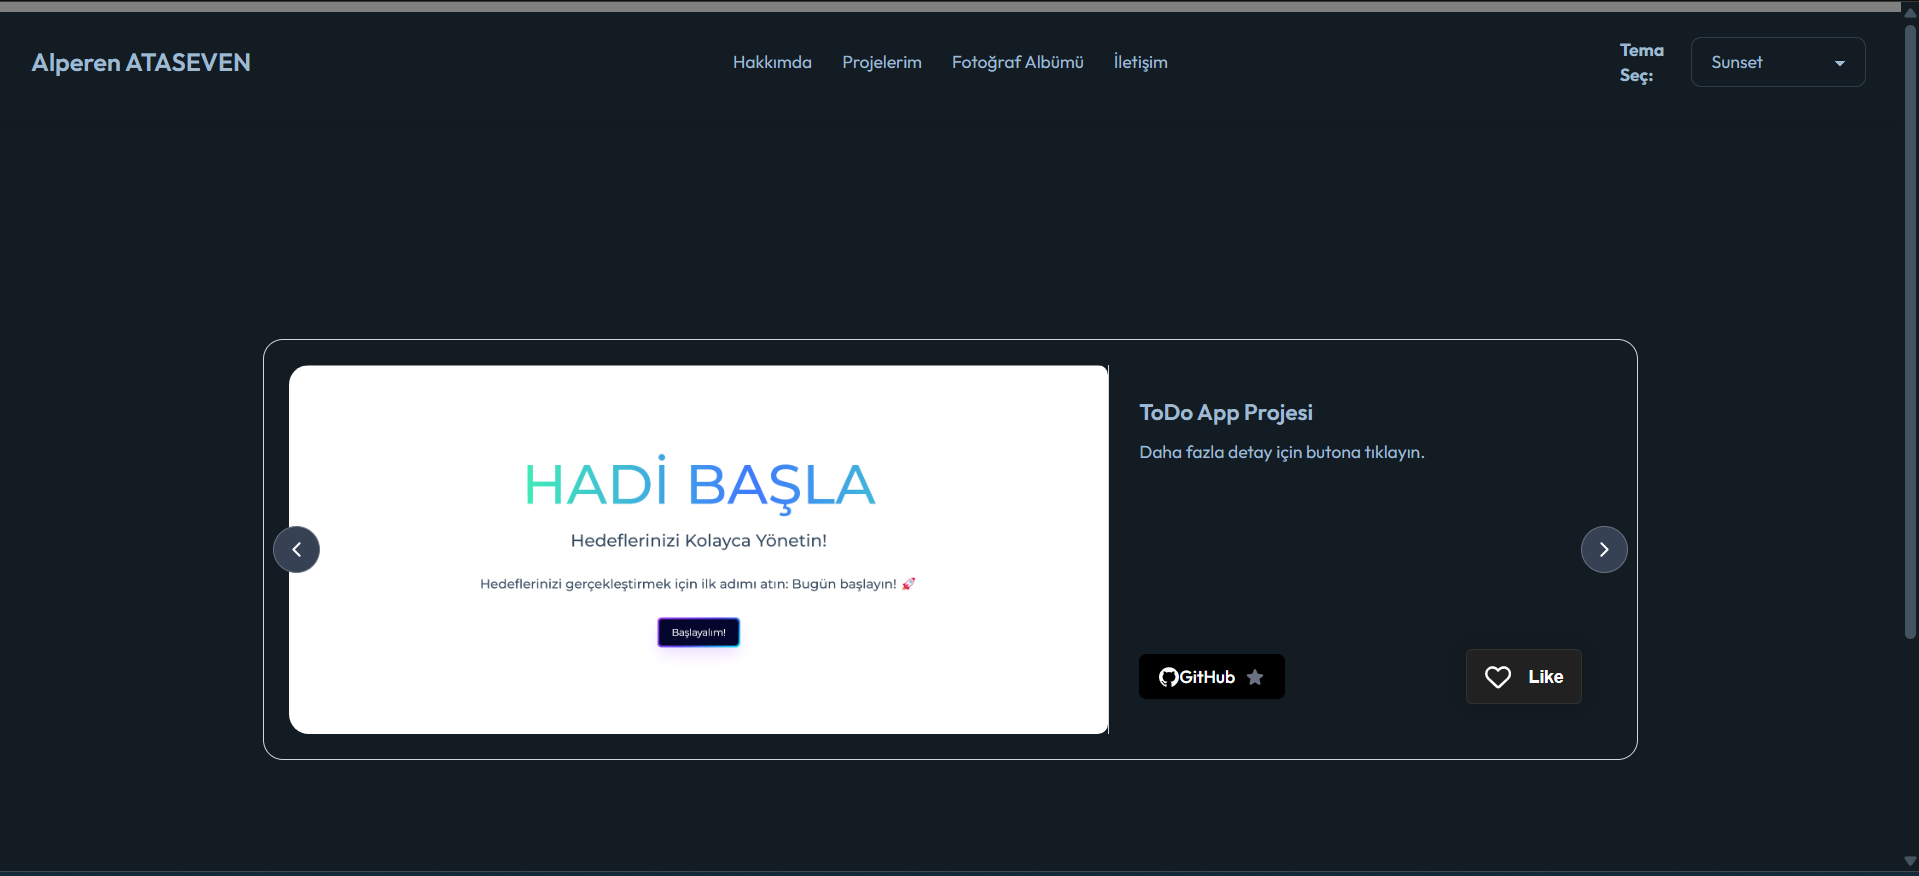 Alperen ATASEVEN
Hakkımda
Projelerim
Fotoğraf Albümü
İletişim
Tema
Seç:
Sunset
HADİ BAŞLA
Hedeflerinizi Kolayca Yönetin!
Hedeflerinizi gerçekleştirmek için ilk adımı atın: Bugün başlayın! 🚀
Başlayalım!
ToDo App Projesi
Daha fazla detay için butona tıklayın.
GitHub
Like